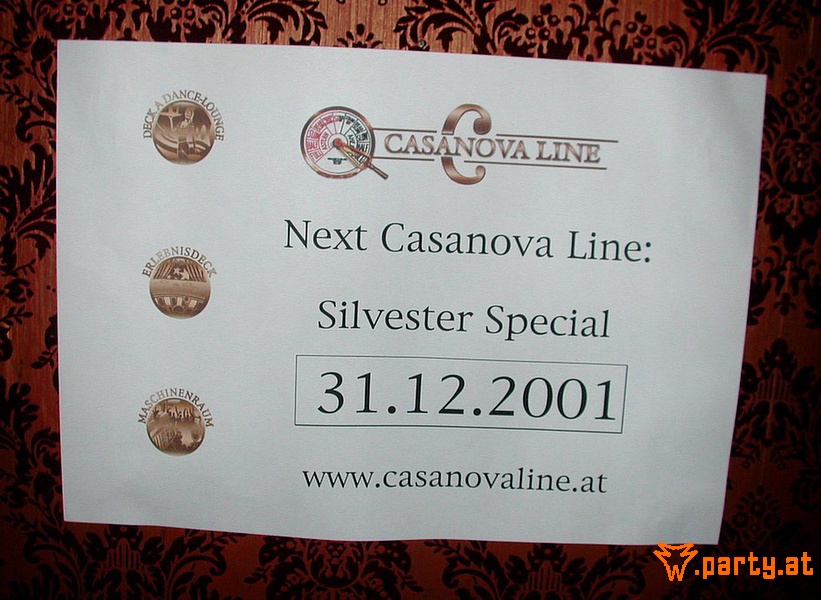 DECK A DANCE-LOUNGE
CASANOVA LINE
Next Casanova Line:
ERLEBNISDECK
Silvester Special
31.12.2001
MASCHINENRAUM
www.casanovaline.at
w.party.at